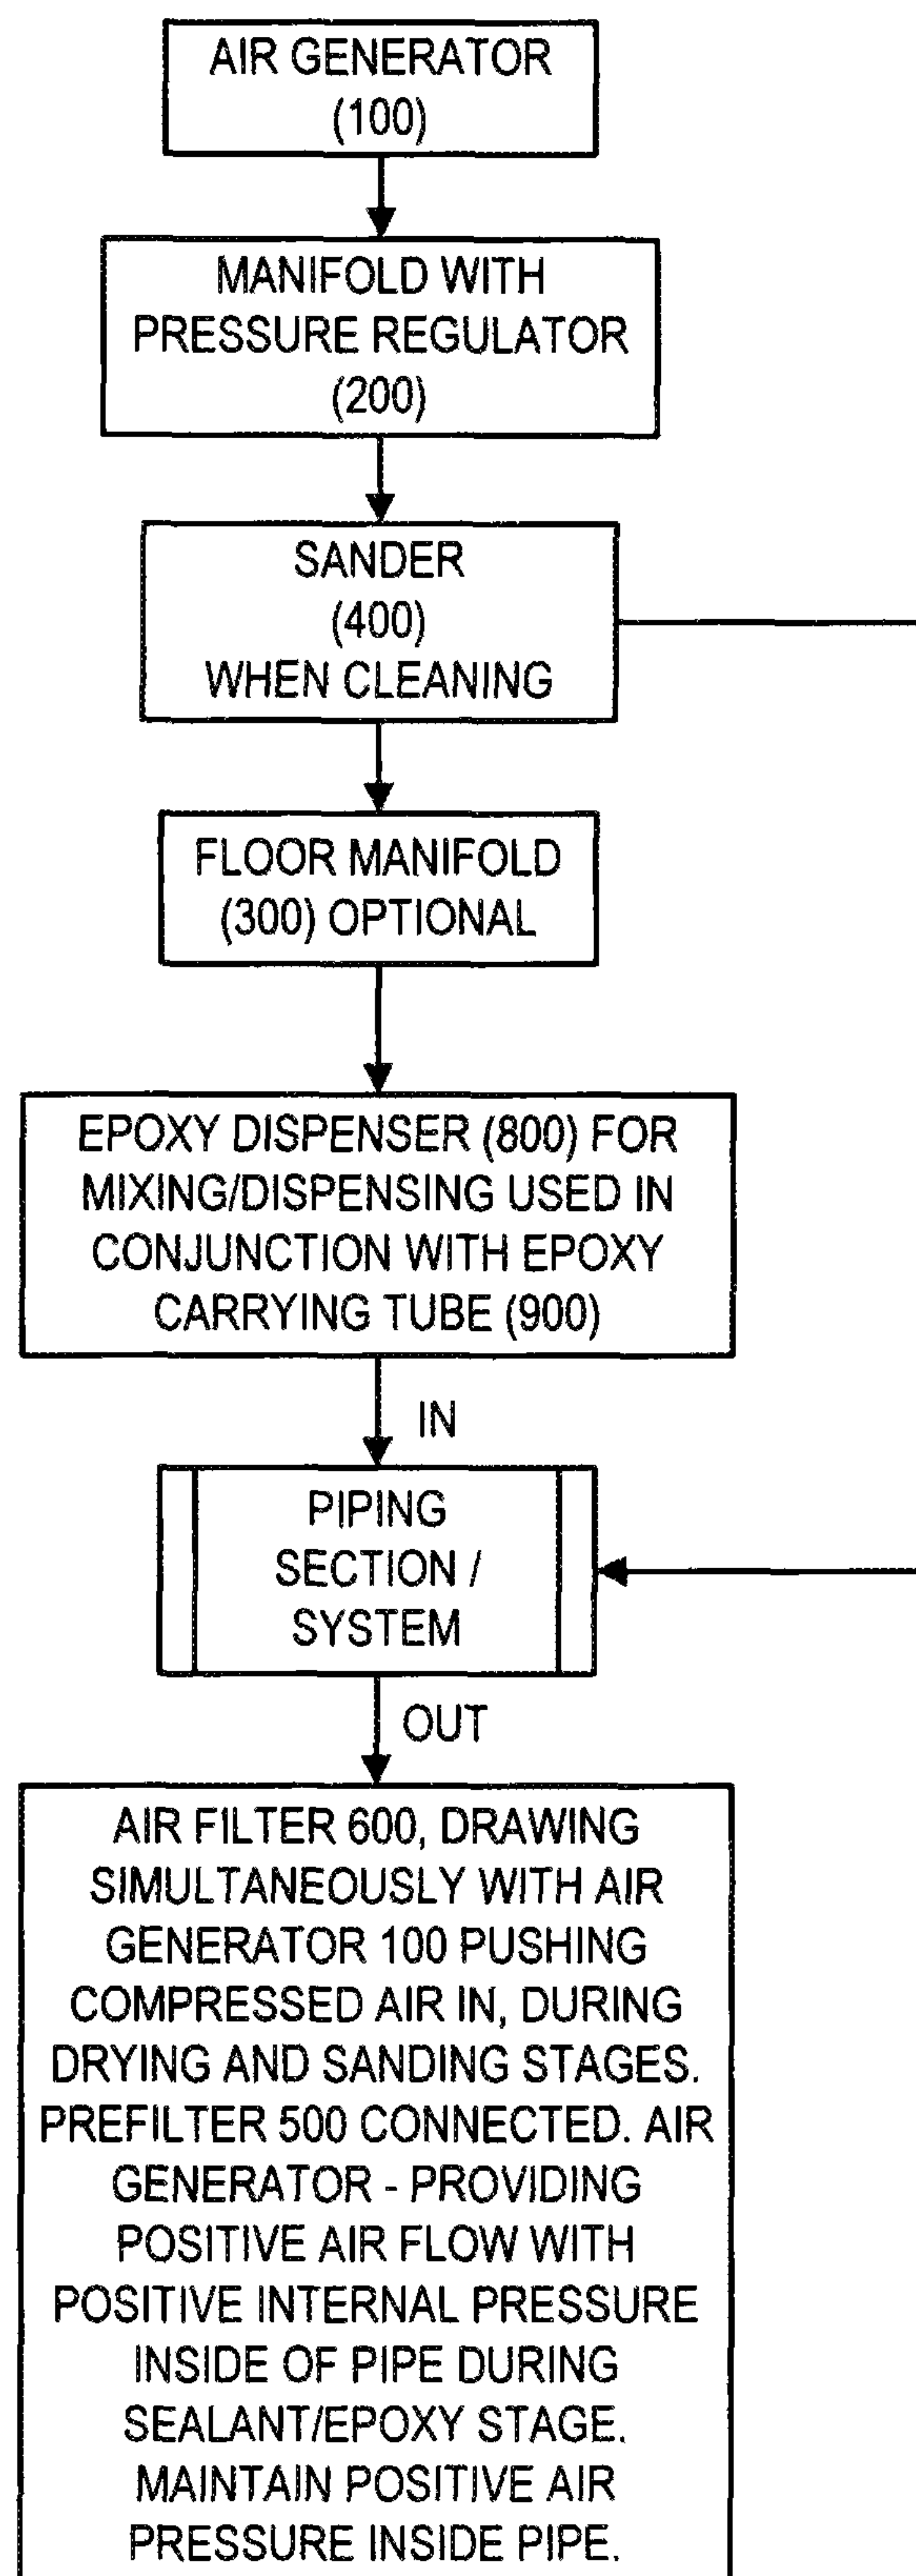 AIR GENERATOR
(100)
MANIFOLD WITH
PRESSURE REGULATOR
(200)
SANDER
(400)
WHEN CLEANING
FLOOR MANIFOLD
(300) OPTIONAL
EPOXY DISPENSER (800) FOR
MIXING/DISPENSING USED IN
CONJUNCTION WITH EPOXY
CARRYING TUBE (900)
IN
PIPING
SECTION /
SYSTEM
OUT
AIR FILTER 600, DRAWING
SIMULTANEOUSLY WITH AIR
GENERATOR 100 PUSHING
COMPRESSED AIR IN, DURING
DRYING AND SANDING STAGES.
PREFILTER 500 CONNECTED. AIR
GENERATOR - PROVIDING
POSITIVE AIR FLOW WITH
POSITIVE INTERNAL PRESSURE
INSIDE OF PIPE DURING
SEALANT/EPOXY STAGE.
MAINTAIN POSITIVE AIR
PRESSURE INSIDE PIPE.